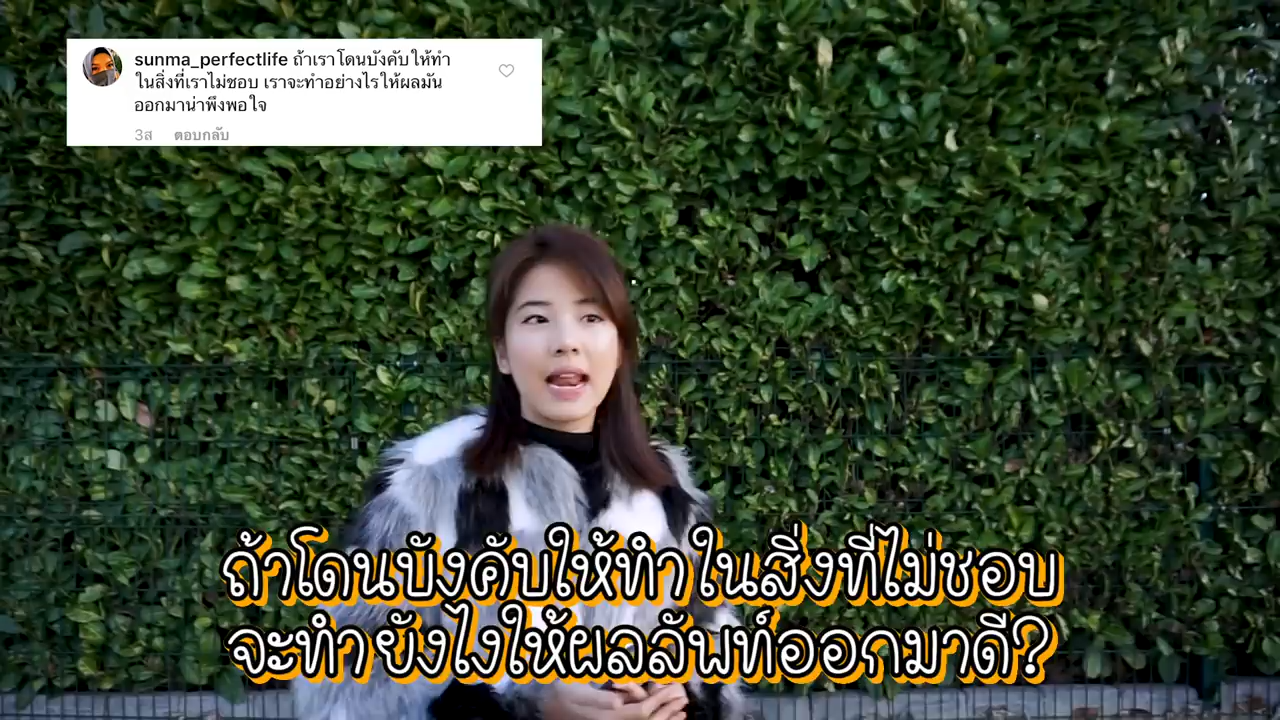 sunma_perfectlife ถ้าเราโดนบังคับให้ทำ
ในสิ่งที่เราไม่ชอบ เราจะทำอย่างไรให้ผลมัน
ออกมาน่าพึงพอใจ
3ส ตอบกลับ
ถ้าโดนบังคับให้ทำในสิ่งที่ไม่ชอบ
จะทำยังไงให้ผลลัพท์ออกมาดี?